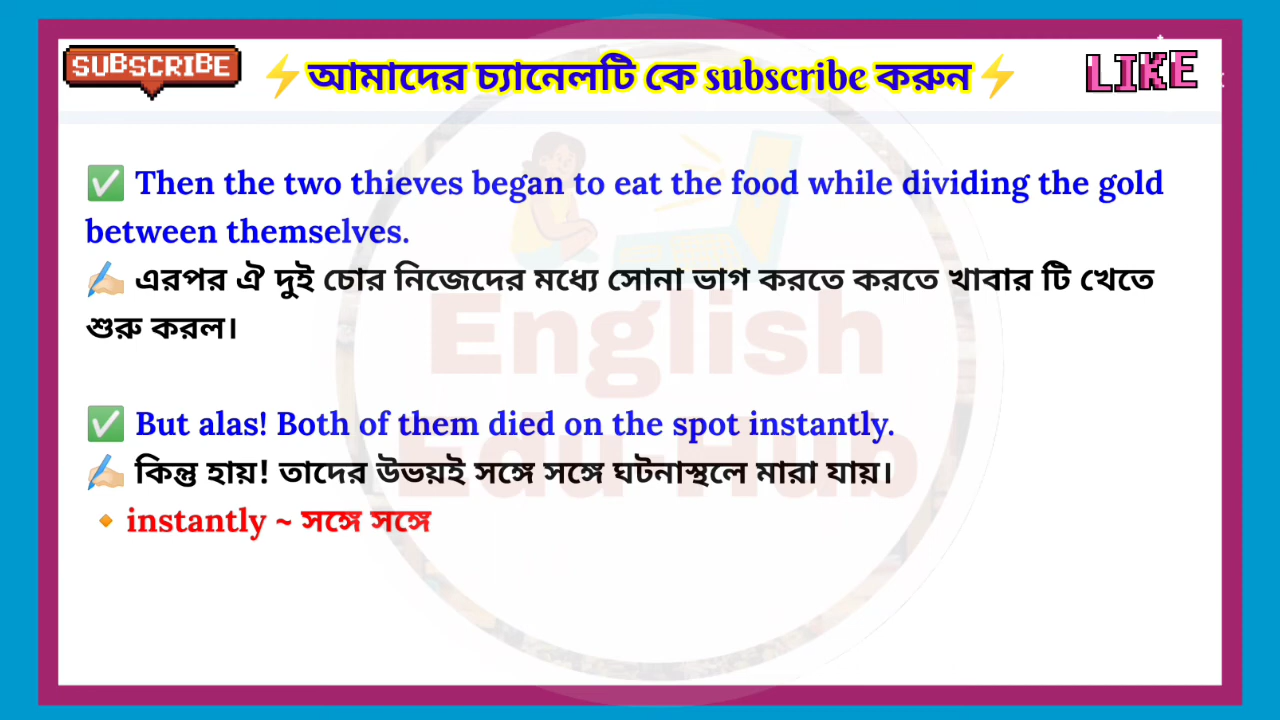 SUBSCRIBE
⚡আমাদের চ্যানেলটি কে subscribe করুন⚡
LIKE
✅ Then the two thieves began to eat the food while dividing the gold
between themselves.
✍🏻 এরপর ঐ দুই চোর নিজেদের মধ্যে সোনা ভাগ করতে করতে খাবার টি খেতে
শুরু করল।
✅ But alas! Both of them died on the spot instantly.
✍🏻 কিন্তু হায়! তাদের উভয়ই সঙ্গে সঙ্গে ঘটনাস্থলে মারা যায়।
🔸instantly ~ সঙ্গে সঙ্গে
English
Edu-Hub